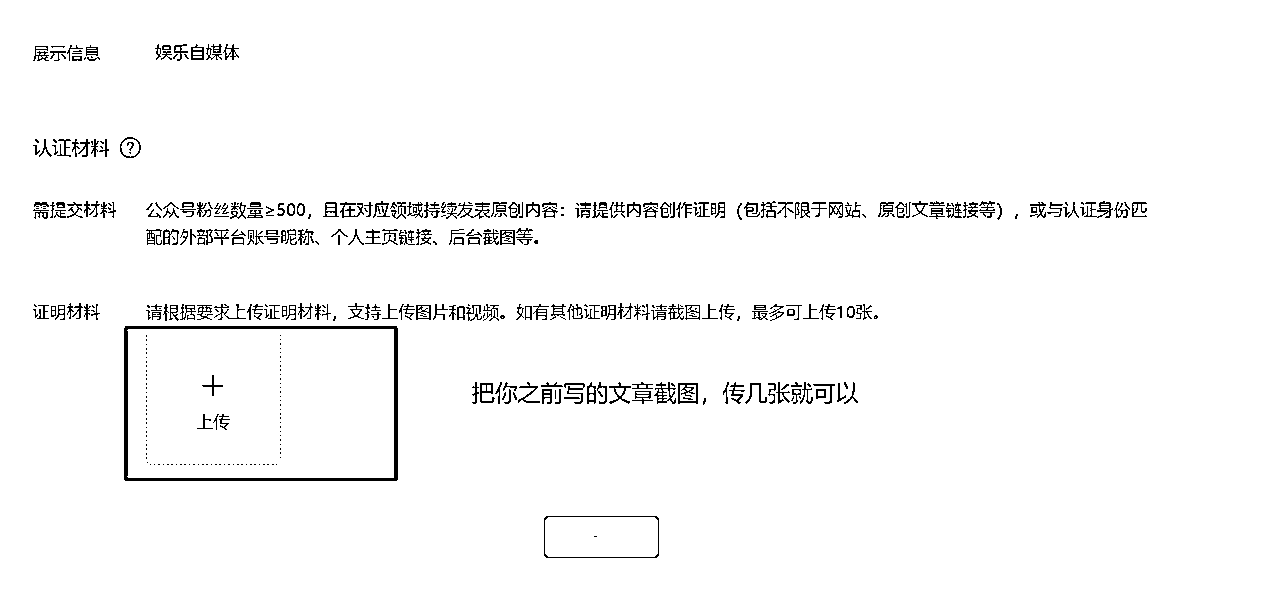 展示信息 娱乐自媒体
认证材料 ?
需提交材料 公众号粉丝数量≥500，且在对应领域持续发表原创内容：请提供内容创作证明（包括不限于网站、原创文章链接等），或与认证身份匹
配的外部平台账号昵称、个人主页链接、后台截图等。
证明材料 请根据要求上传证明材料，支持上传图片和视频。如有其他证明材料请截图上传，最多可上传10张。
+
上传
把你之前写的文章截图，传几张就可以